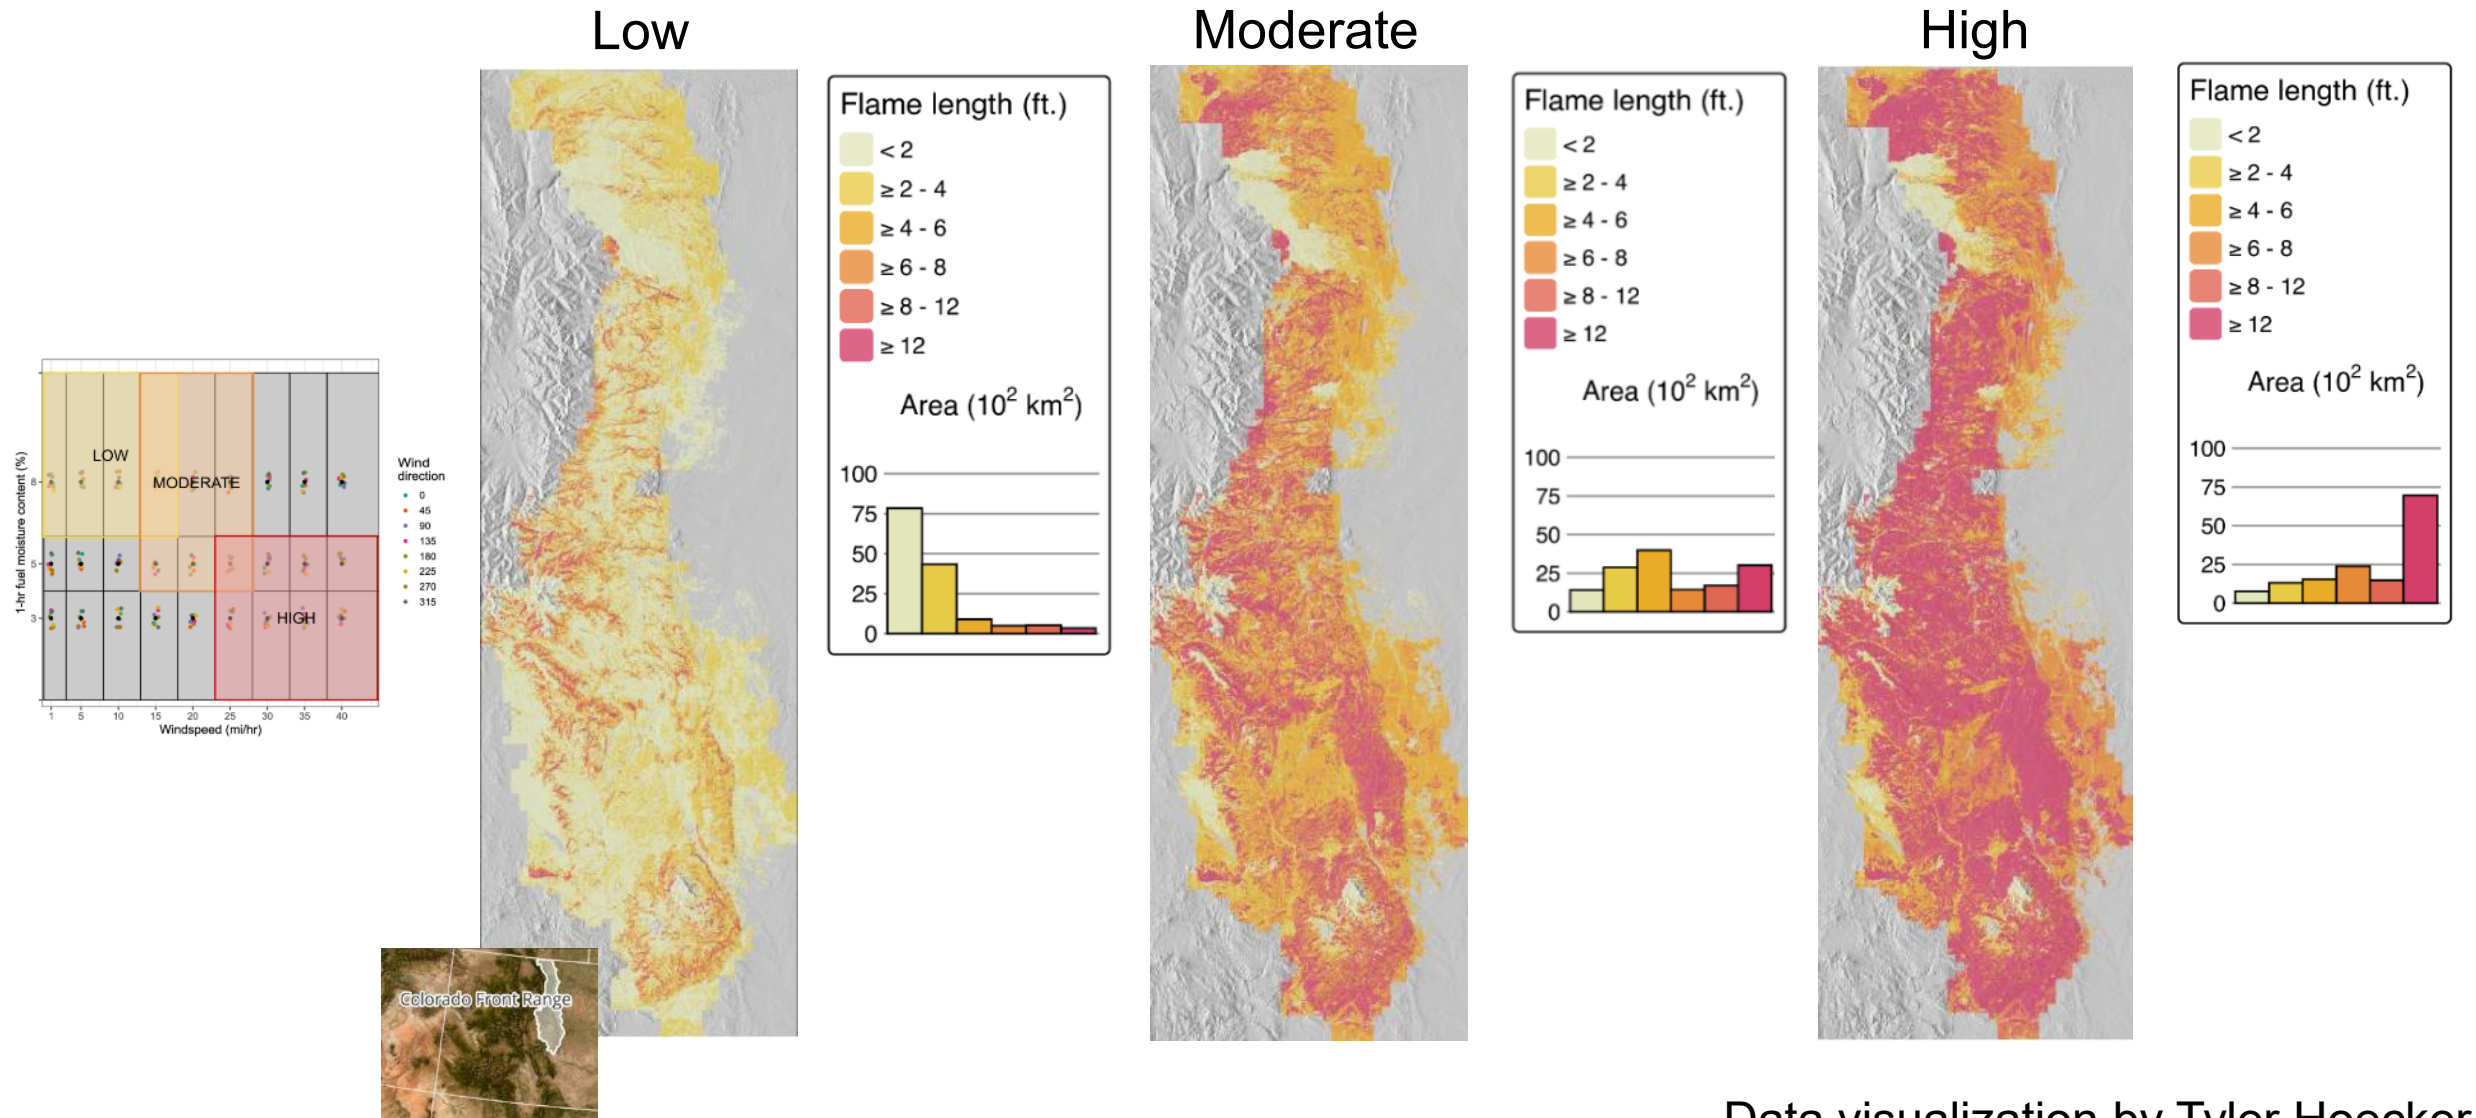 Low
Moderate
High
1-hr fuel moisture content (%)
8
5
3
LOW
MODERATE
HIGH
1 5 10 15 20 25 30 35 40
Windspeed (mi/hr)
Wind
direction
0
45
90
135
180
225
270
315
Colorado Front Range
Flame length (ft.)
< 2
≥ 2 - 4
≥ 4 - 6
≥ 6 - 8
≥ 8 - 12
≥ 12
Area (10² km²)
100
75
50
25
0
Flame length (ft.)
< 2
≥ 2 - 4
≥ 4 - 6
≥ 6 - 8
≥ 8 - 12
≥ 12
Area (10² km²)
100
75
50
25
0
Flame length (ft.)
< 2
≥ 2 - 4
≥ 4 - 6
≥ 6 - 8
≥ 8 - 12
≥ 12
Area (10² km²)
100
75
50
25
0
Data visualization by Tyler Hoecker